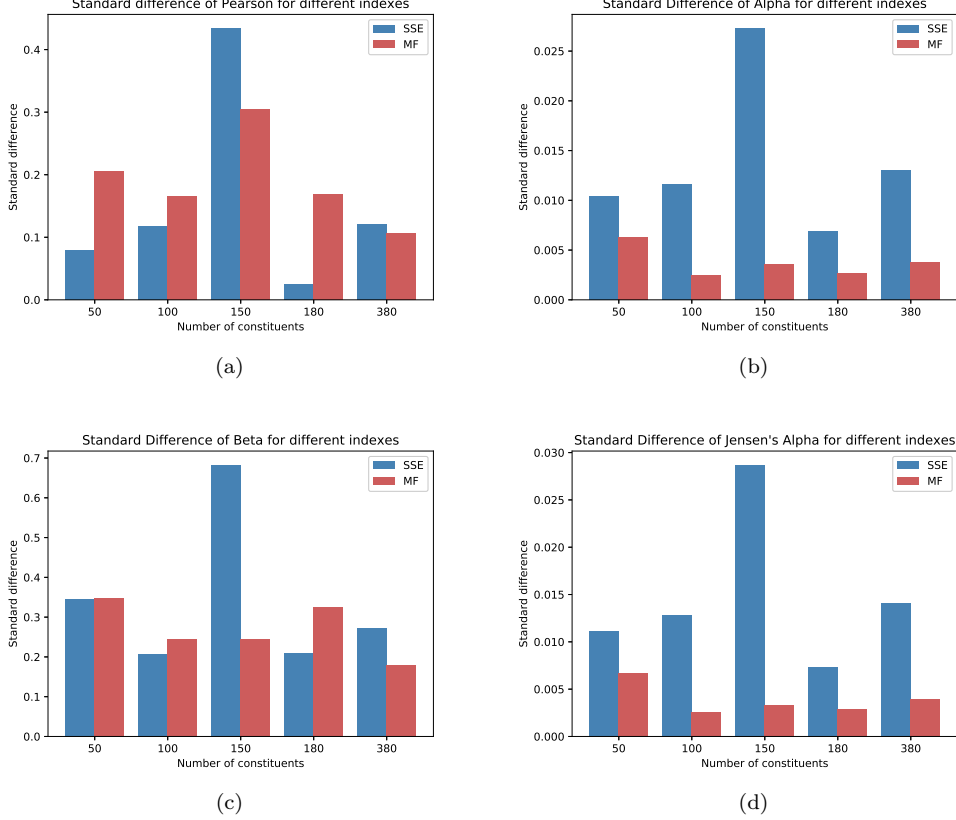 Standard difference of Pearson for different indexes
SSE
MF
Standard difference
0.4
0.3
0.2
0.1
0.0
50 100 150 180 380
Number of constituents
(a)
Standard Difference of Alpha for different indexes
SSE
MF
Standard difference
0.025
0.020
0.015
0.010
0.005
0.000
50 100 150 180 380
Number of constituents
(b)
Standard Difference of Beta for different indexes
SSE
MF
Standard difference
0.7
0.6
0.5
0.4
0.3
0.2
0.1
0.0
50 100 150 180 380
Number of constituents
(c)
Standard Difference of Jensen's Alpha for different indexes
SSE
MF
Standard difference
0.030
0.025
0.020
0.015
0.010
0.005
0.000
50 100 150 180 380
Number of constituents
(d)